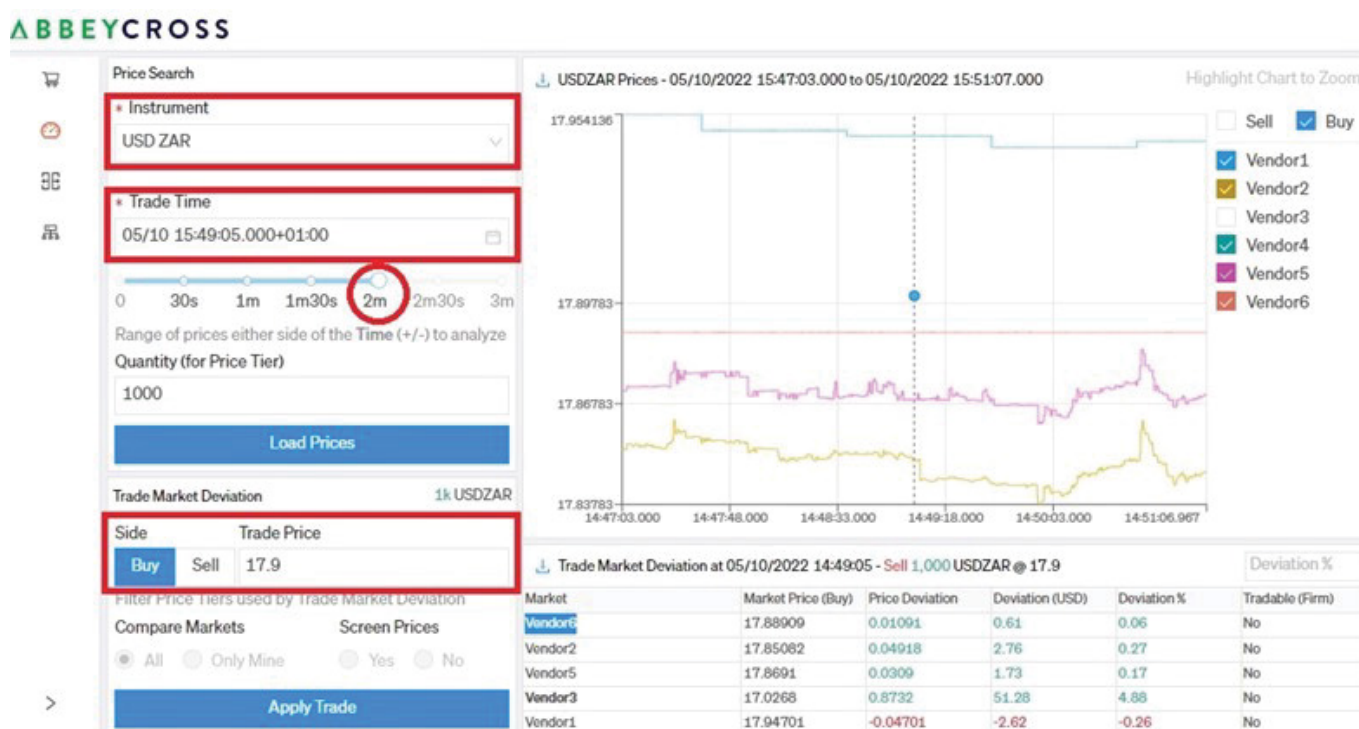 ABBEYCROSS
Price Search
* Instrument
USD ZAR
* Trade Time
05/10 15:49:05.000+01:00
0 30s 1m 1m30s 2m 2m30s 3m
Range of prices either side of the Time (+/-) to analyze
Quantity (for Price Tier)
1000
Load Prices
Trade Market Deviation 1k USDZAR
Side Trade Price
Buy Sell 17.9
Filter Price Tiers used by Trade Market Deviation
Compare Markets Screen Prices
All Only Mine Yes No
Apply Trade
USDZAR Prices - 05/10/2022 15:47:03.000 to 05/10/2022 15:51:07.000 Highlight Chart to Zoom
Sell Buy
Vendor1
Vendor2
Vendor3
Vendor4
Vendor5
Vendor6
17.954136
17.89783
17.86783
17.83783
14:47:03.000 14:47:48.000 14:48:33.000 14:49:18.000 14:50:03.000 14:51:06.967
Trade Market Deviation at 05/10/2022 14:49:05 - Sell 1,000 USDZAR @ 17.9 Deviation %
Market Market Price (Buy) Price Deviation Deviation (USD) Deviation % Tradable (Firm)
Vendor6 17.88909 0.01091 0.61 0.06 No
Vendor2 17.85082 0.04918 2.76 0.27 No
Vendor5 17.8691 0.0309 1.73 0.17 No
Vendor3 17.0268 0.8732 51.28 4.88 No
Vendor1 17.94701 -0.04701 -2.62 -0.26 No